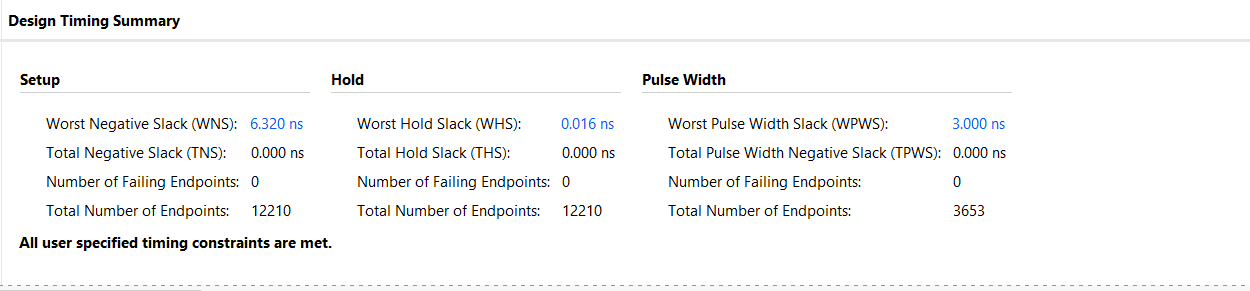 Design Timing Summary
Setup Hold Pulse Width
Worst Negative Slack (WNS): 6.320 ns Worst Hold Slack (WHS): 0.016 ns Worst Pulse Width Slack (WPWS): 3.000 ns
Total Negative Slack (TNS): 0.000 ns Total Hold Slack (THS): 0.000 ns Total Pulse Width Negative Slack (TPWS): 0.000 ns
Number of Failing Endpoints: 0 Number of Failing Endpoints: 0 Number of Failing Endpoints: 0
Total Number of Endpoints: 12210 Total Number of Endpoints: 12210 Total Number of Endpoints: 3653
All user specified timing constraints are met.